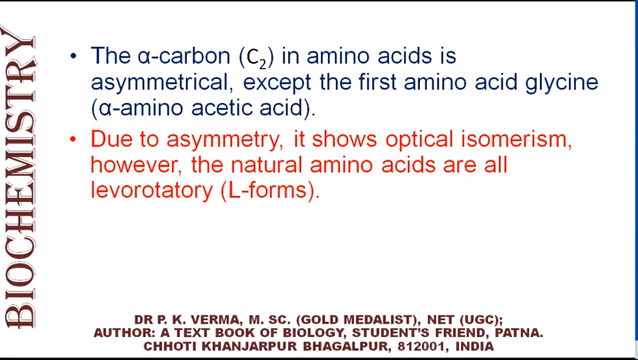 BIOCHEMISTRY
• The α-carbon (C₂) in amino acids is
asymmetrical, except the first amino acid glycine
(α-amino acetic acid).
• Due to asymmetry, it shows optical isomerism,
however, the natural amino acids are all
levorotatory (L-forms).
DR P. K. VERMA, M. SC. (GOLD MEDALIST), NET (UGC);
AUTHOR: A TEXT BOOK OF BIOLOGY, STUDENT'S FRIEND, PATNA.
CHHOTI KHANJARPUR BHAGALPUR, 812001, INDIA